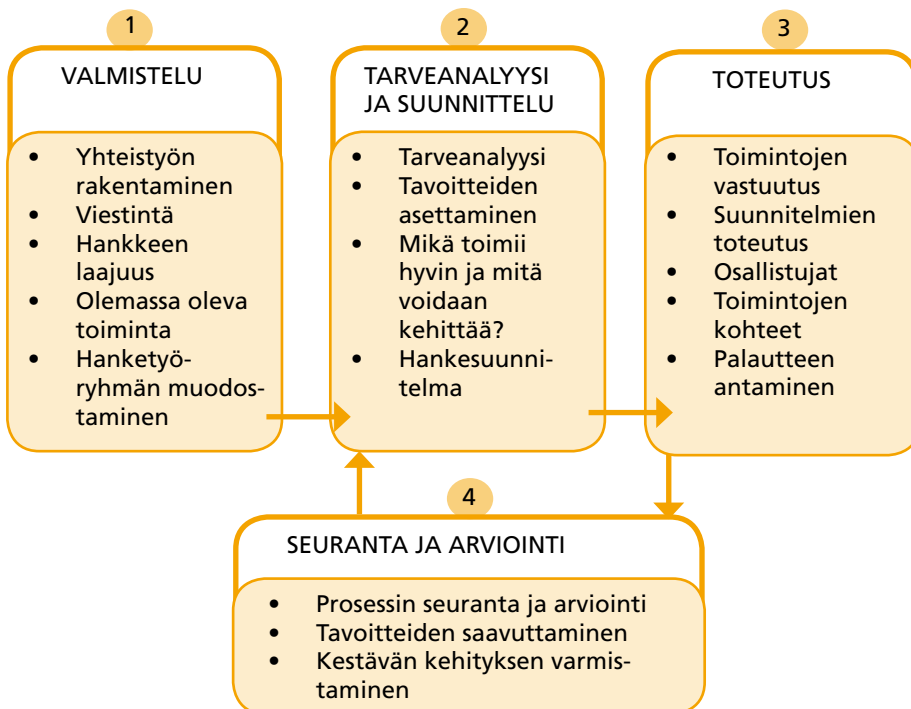 1
VALMISTELU
• Yhteistyön
rakentaminen
• Viestintä
• Hankkeen
laajuus
• Olemassa oleva
toiminta
• Hanketyö-
ryhmän muodos-
taminen
2
TARVEANALYYSI
JA SUUNNITTELU
• Tarveanalyysi
• Tavoitteiden
asettaminen
• Mikä toimii
hyvin ja mitä
voidaan
kehittää?
• Hankesuunni-
telma
3
TOTEUTUS
• Toimintojen
vastuutus
• Suunnitelmien
toteutus
• Osallistujat
• Toimintojen
kohteet
• Palautteen
antaminen
4
SEURANTA JA ARVIOINTI
• Prosessin seuranta ja arviointi
• Tavoitteiden saavuttaminen
• Kestävän kehityksen varmis-
taminen